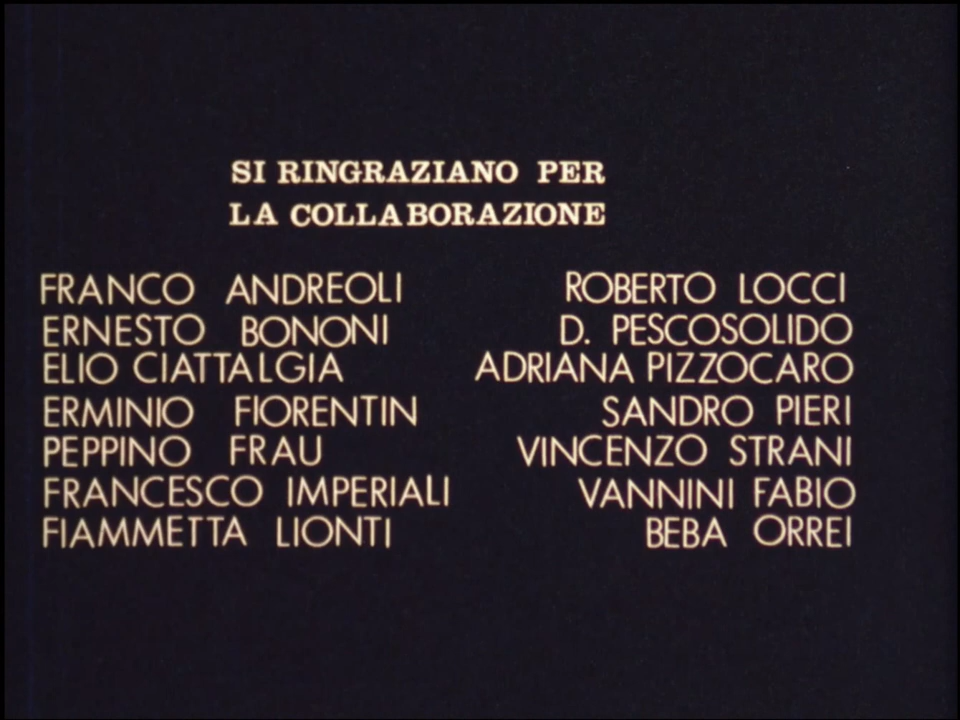 SI RINGRAZIANO PER
LA COLLABORAZIONE
FRANCO ANDREOLI
ERNESTO BONONI
ELIO CIATTALGIA
ERMINIO FIORENTIN
PEPPINO FRAU
FRANCESCO IMPERIALI
FIAMMETTA LIONTI
ROBERTO LOCCI
D. PESCOSOLIDO
ADRIANA PIZZOCARO
SANDRO PIERI
VINCENZO STRANI
VANNINI FABIO
BEBA ORREI